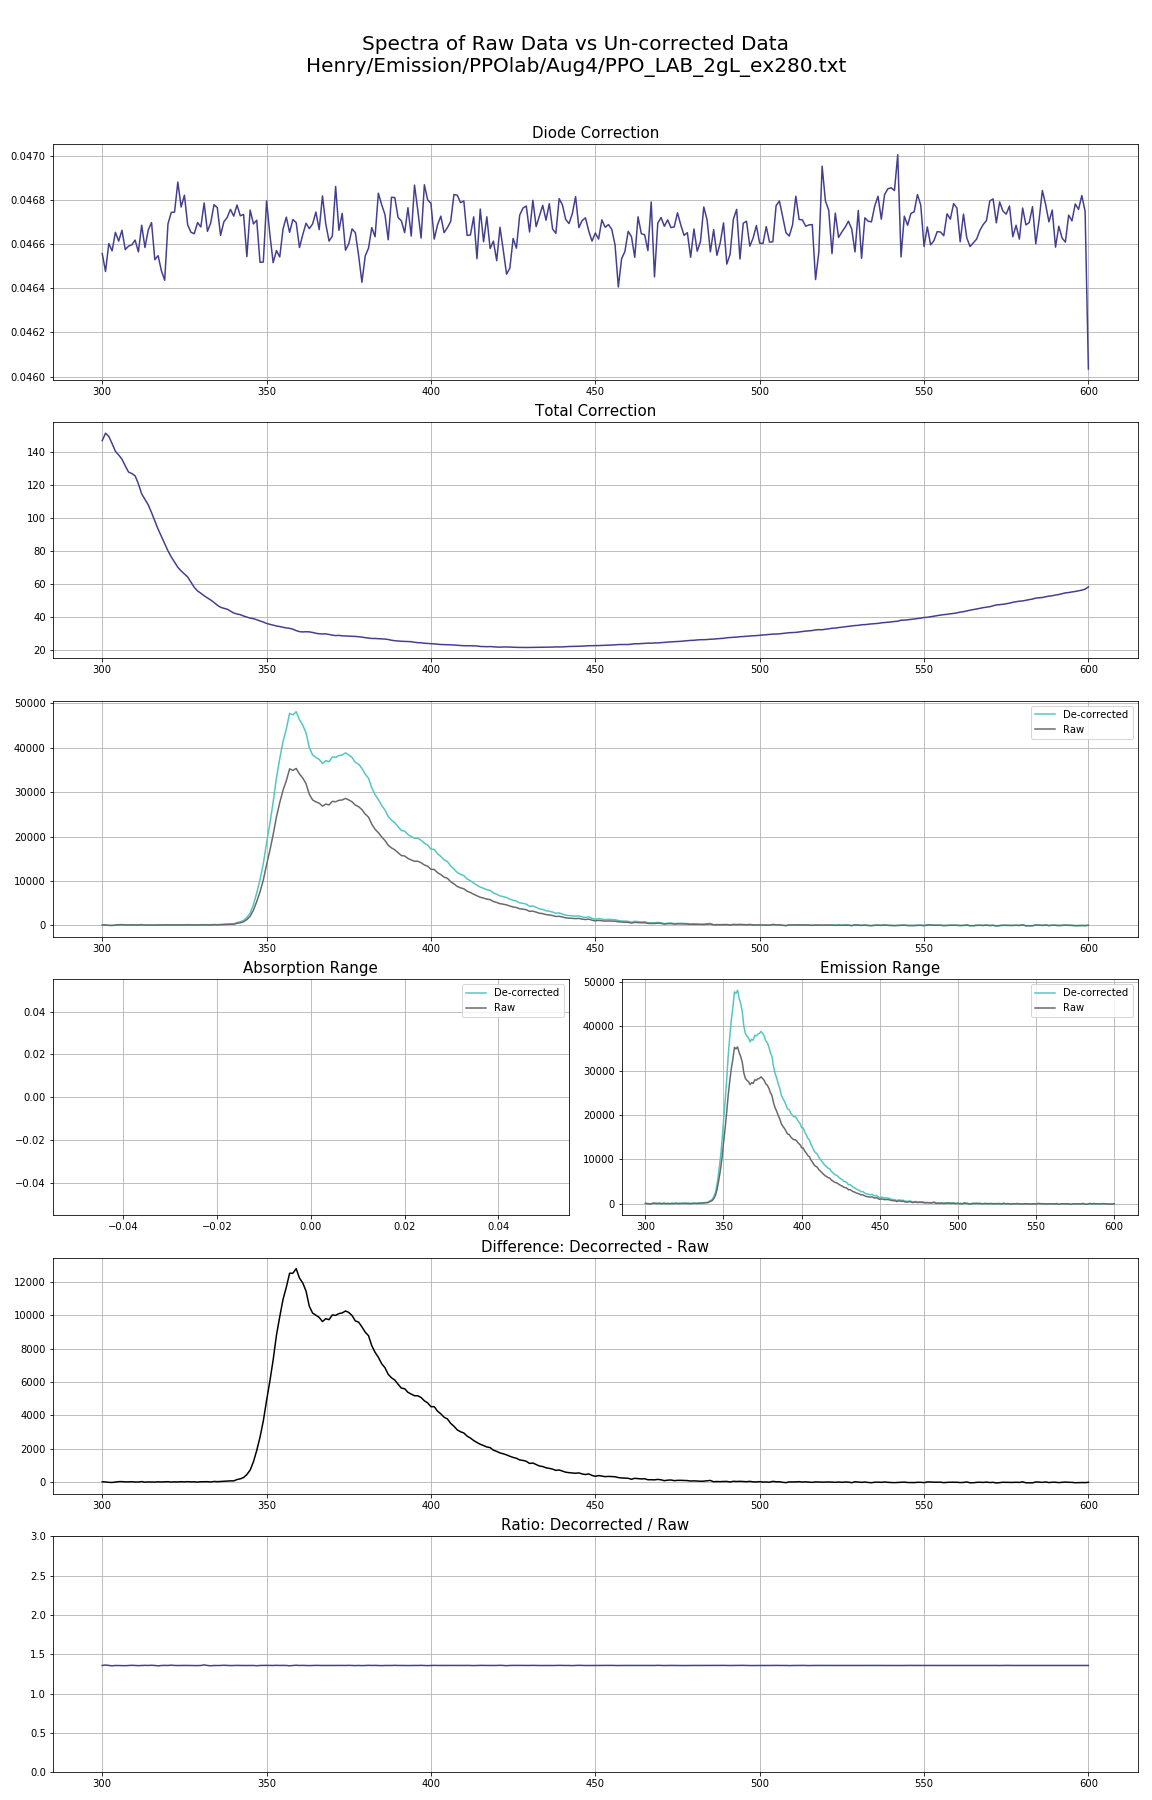 Spectra of Raw Data vs Un-corrected Data
Henry/Emission/PPOlab/Aug4/PPO_LAB_2gL_ex280.txt
Diode Correction
0.0470
0.0468
0.0466
0.0464
0.0462
0.0460
300 350 400 450 500 550 600
Total Correction
140
120
100
80
60
40
20
300 350 400 450 500 550 600
50000
40000
30000
20000
10000
0
De-corrected
Raw
300 350 400 450 500 550 600
Absorption Range
0.04
0.02
0.00
−0.02
−0.04
De-corrected
Raw
−0.04 −0.02 0.00 0.02 0.04
Emission Range
50000
40000
30000
20000
10000
0
De-corrected
Raw
300 350 400 450 500 550 600
Difference: Decorrected - Raw
12000
10000
8000
6000
4000
2000
0
300 350 400 450 500 550 600
Ratio: Decorrected / Raw
3.0
2.5
2.0
1.5
1.0
0.5
0.0
300 350 400 450 500 550 600